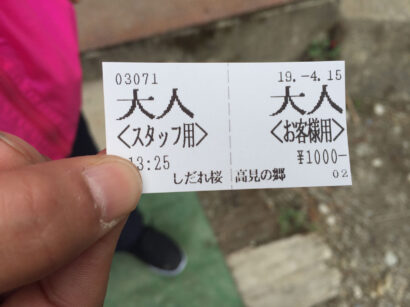 03071
大人
<スタッフ用>
13:25
しだれ桜
19.-4.15
大人
<お客様用>
¥1000-
高見の郷
02